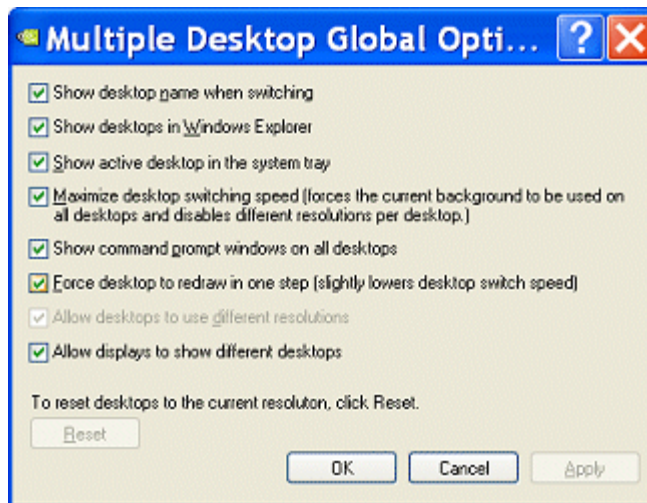 Multiple Desktop Global Opti...
Show desktop name when switching
Show desktops in Windows Explorer
Show active desktop in the system tray
Maximize desktop switching speed (forces the current background to be used on
all desktops and disables different resolutions per desktop.)
Show command prompt windows on all desktops
Force desktop to redraw in one step (slightly lowers desktop switch speed)
Allow desktops to use different resolutions
Allow displays to show different desktops
To reset desktops to the current resoluton, click Reset.
Reset
OK Cancel Apply